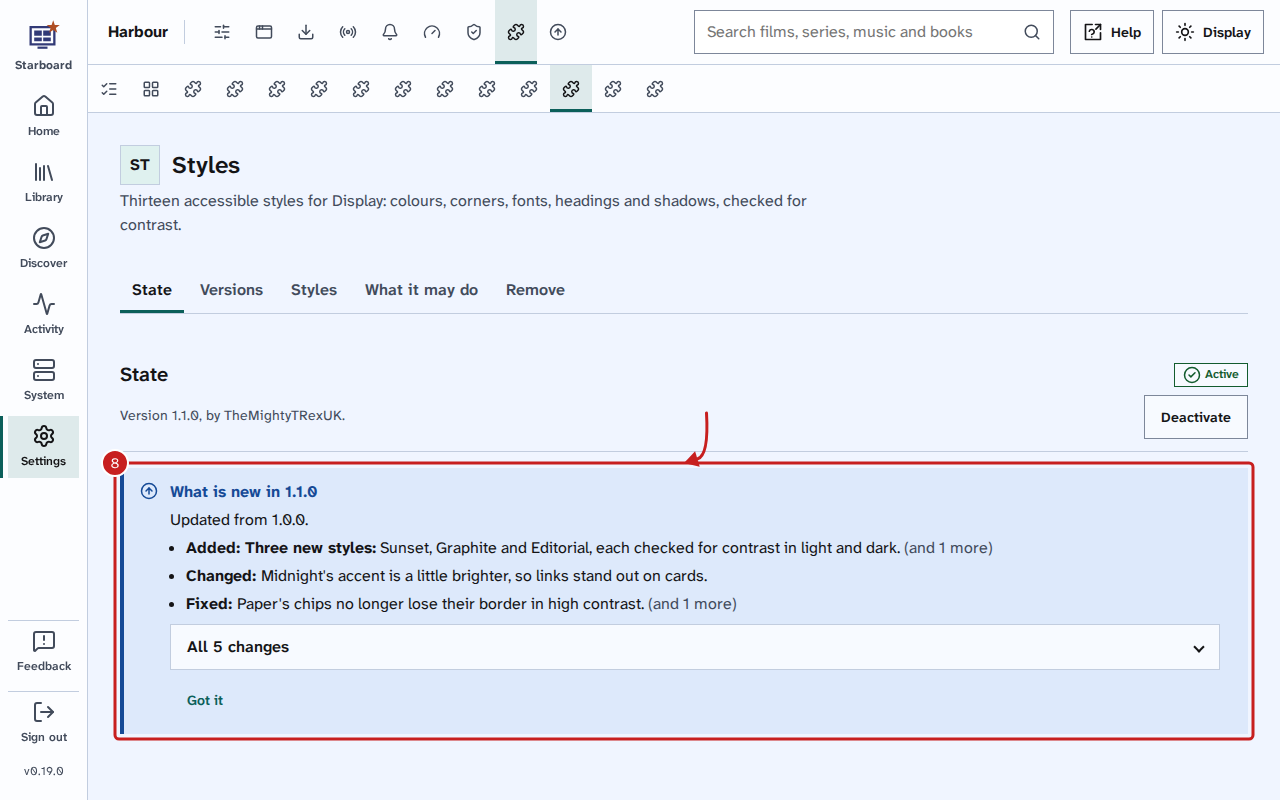 Starboard
Home
Library
Discover
Activity
System
Settings
Feedback
Sign out
v0.19.0
Harbour
Search films, series, music and books
Help
Display
ST
Styles
Thirteen accessible styles for Display: colours, corners, fonts, headings and shadows, checked for
contrast.
State
Versions
Styles
What it may do
Remove
State
Active
Version 1.1.0, by TheMightyTRexUK.
Deactivate
8
What is new in 1.1.0
Updated from 1.0.0.
Added: Three new styles: Sunset, Graphite and Editorial, each checked for contrast in light and dark. (and 1 more)
Changed: Midnight's accent is a little brighter, so links stand out on cards.
Fixed: Paper's chips no longer lose their border in high contrast. (and 1 more)
All 5 changes
Got it